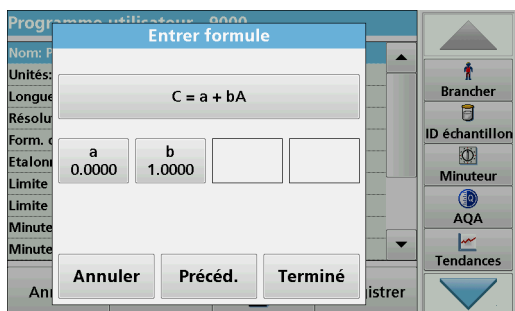 Programme utilisateur 9000
Entrer formule
Nom: P
Unités:
Longue
Résolu
Form. c
Etalonn
Limite
Limite
Minute
Minute
C = a + bA
a
0.0000
b
1.0000
Annuler
Précéd.
Terminé
Ann
istrer
Brancher
ID échantillon
Minuteur
AQA
Tendances